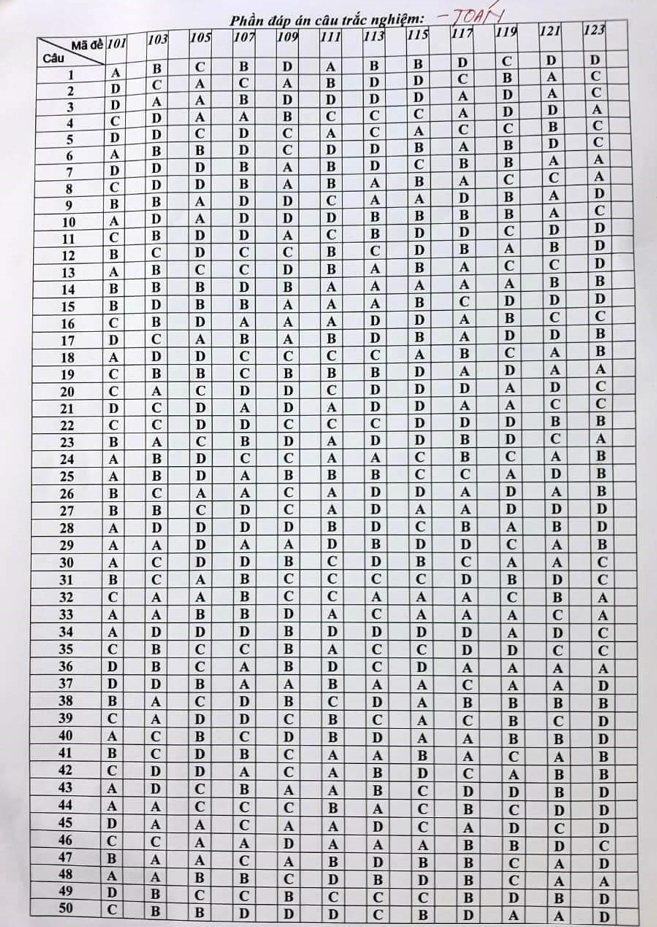 Phần đáp án câu trắc nghiệm: - TOÁN
Mã đề 101 103 105 107 109 111 113 115 117 119 121 123
Câu
1 A B C B D A B B D C D D
2 D C A C A B D D C B A C
3 D A A B D D D D A D A C
4 C D A A B C C C A D D A
5 D D C D C A C A C C B C
6 A B B D C D D B A B D C
7 D D D B A B D C B B A A
8 C D D B A B A B A C C A
9 B B A D D C A A D B A D
10 A D A D D D B B B B A C
11 C B D D A C B D D C D D
12 B C D C C B C D B A B D
13 A B C C D B A B A C C D
14 B B B D B A A A A A B B
15 B D B B A A A B C D D D
16 C B D A A A D D A B C C
17 D C A B A B D B A D D B
18 A D D C C C C A B C A B
19 C B B C B B B D A D A A
20 C A C D D C D D D A D C
21 D C D A D A D D A A C C
22 C C D D C C C D D D B B
23 B A C B D A D D B D C A
24 A B D C C A A C B C A B
25 A B D A B B B C C A D B
26 B C A A C A D D A D A B
27 B B C D C A D A A D D D
28 A D D D D B D C B A B D
29 A A D A A D B D D C A B
30 A C D D B C D B C A A C
31 B C A B C C C C D B D C
32 C A A B C C A A A C B A
33 A A B B D A C A A A C A
34 A D D D B D D D D A D C
35 C B C C B A C C D D C C
36 D B C A B D C D A A A A
37 D D B A A B A A C A A D
38 B A C D B C D A B B B B
39 C A D D C B C A C B C D
40 A C B C D B D A A B B D
41 B C D B C A A B A C A B
42 C D D A C A B D C A B B
43 A D C B A A B C D D B D
44 A A C C C B A C B C D D
45 D A A C A A D C A D C D
46 C C A A D A A A B B D C
47 B A A C A B D B B C A D
48 A A B B C D B D B C A A
49 D B C C B C C C B D B D
50 C B B D D D C B D A A D